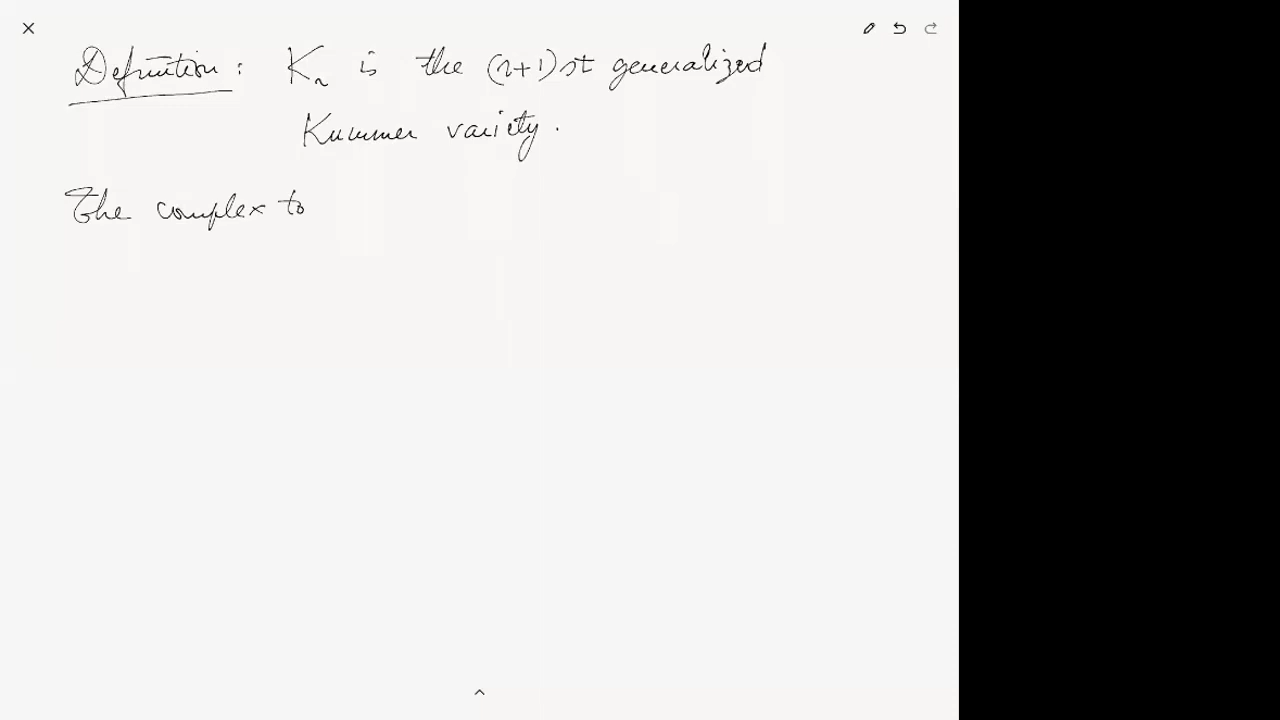 Definition: Kₙ is the (n+1)st generalized
Kummer variety.
The complex to